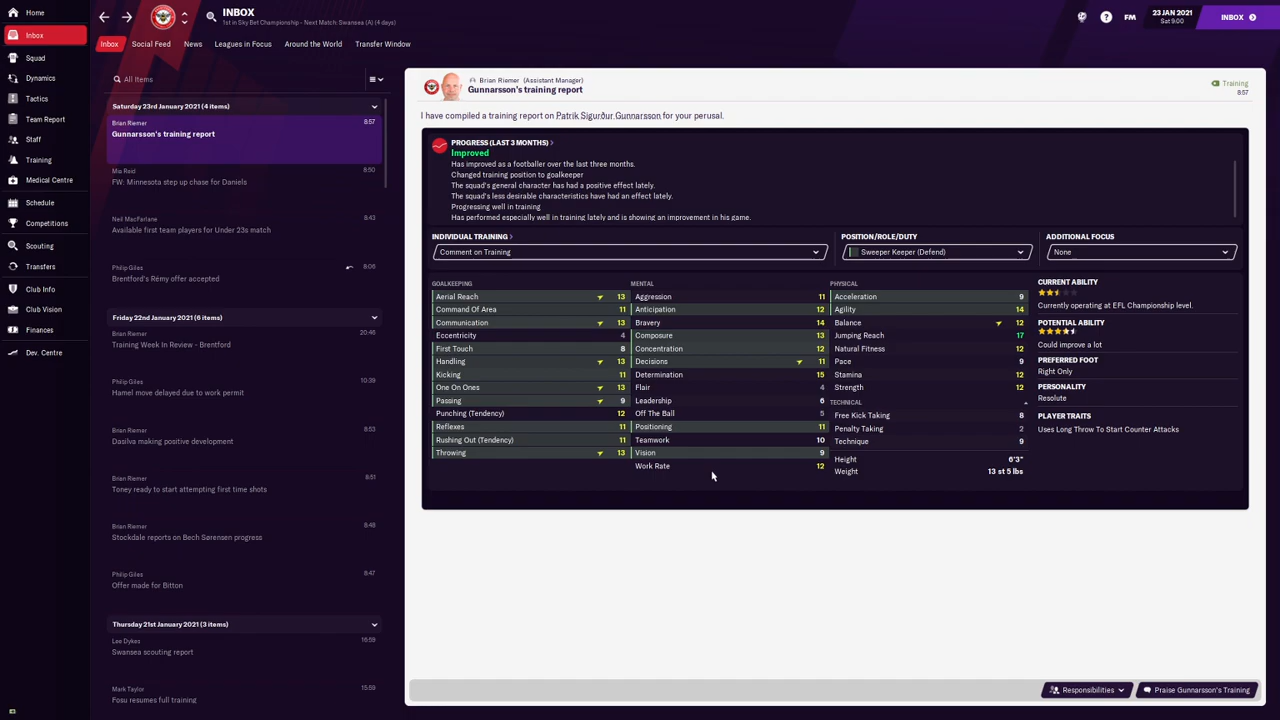 Home
Inbox
Squad
Dynamics
Tactics
Team Report
Staff
Training
Medical Centre
Schedule
Competitions
Scouting
Transfers
Club Info
Club Vision
Finances
Dev. Centre
INBOX
1st in Sky Bet Championship - Next Match: Swansea (A) (4 days)
FM
23 JAN 2021
Sat 9:00
INBOX
Inbox
Social Feed
News
Leagues in Focus
Around the World
Transfer Window
All Items
Saturday 23rd January 2021 (4 items)
Brian Riemer 8:57
Gunnarsson's training report
Mia Reid 8:50
FW: Minnesota step up chase for Daniels
Neil MacFarlane 8:43
Available first team players for Under 23s match
Philip Giles 8:06
Brentford's Rémy offer accepted
Friday 22nd January 2021 (6 items)
Brian Riemer 20:46
Training Week In Review - Brentford
Philip Giles 10:39
Hamel move delayed due to work permit
Brian Riemer 8:53
Dasilva making positive development
Brian Riemer 8:51
Toney ready to start attempting first time shots
Brian Riemer 8:48
Stockdale reports on Bech Sørensen progress
Philip Giles 8:47
Offer made for Bitton
Thursday 21st January 2021 (3 items)
Lee Dykes 16:59
Swansea scouting report
Mark Taylor 15:59
Fosu resumes full training
Brian Riemer (Assistant Manager)
Gunnarsson's training report
Training
8:57
I have compiled a training report on Patrik Sigurður Gunnarsson for your perusal.
PROGRESS (LAST 3 MONTHS)
Improved
Has improved as a footballer over the last three months.
Changed training position to goalkeeper
The squad's general character has had a positive effect lately.
The squad's less desirable characteristics have had an effect lately.
Progressing well in training
Has performed especially well in training lately and is showing an improvement in his game.
INDIVIDUAL TRAINING
Comment on Training
POSITION/ROLE/DUTY
Sweeper Keeper (Defend)
ADDITIONAL FOCUS
None
GOALKEEPING
Aerial Reach 13
Command Of Area 11
Communication 13
Eccentricity 4
First Touch 8
Handling 13
Kicking 11
One On Ones 13
Passing 9
Punching (Tendency) 12
Reflexes 11
Rushing Out (Tendency) 11
Throwing 13
MENTAL
Aggression 11
Anticipation 12
Bravery 14
Composure 13
Concentration 12
Decisions 11
Determination 15
Flair 4
Leadership 6
Off The Ball 5
Positioning 11
Teamwork 10
Vision 9
Work Rate 12
PHYSICAL
Acceleration 9
Agility 14
Balance 12
Jumping Reach 17
Natural Fitness 12
Pace 9
Stamina 12
Strength 12
TECHNICAL
Free Kick Taking 8
Penalty Taking 2
Technique 9
Height 6'3"
Weight 13 st 5 lbs
CURRENT ABILITY
Currently operating at EFL Championship level.
POTENTIAL ABILITY
Could improve a lot
PREFERRED FOOT
Right Only
PERSONALITY
Resolute
PLAYER TRAITS
Uses Long Throw To Start Counter Attacks
Responsibilities
Praise Gunnarsson's Training